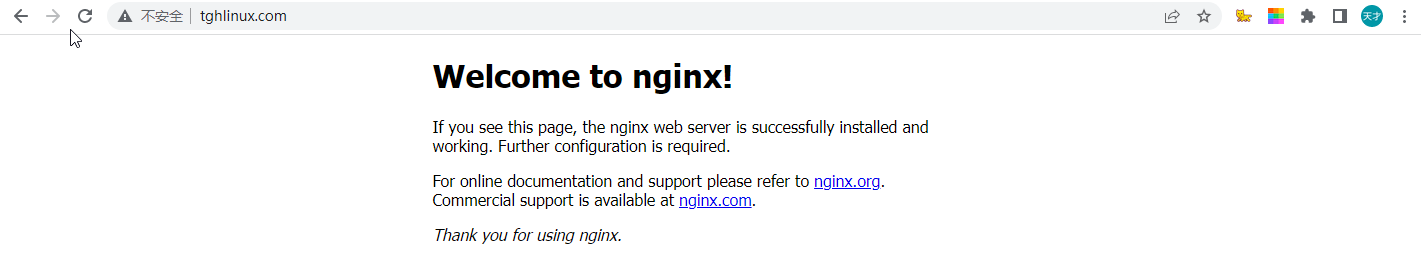 不安全 tghlinux.com 天才
Welcome to nginx!
If you see this page, the nginx web server is successfully installed and
working. Further configuration is required.
For online documentation and support please refer to nginx.org.
Commercial support is available at nginx.com.
Thank you for using nginx.